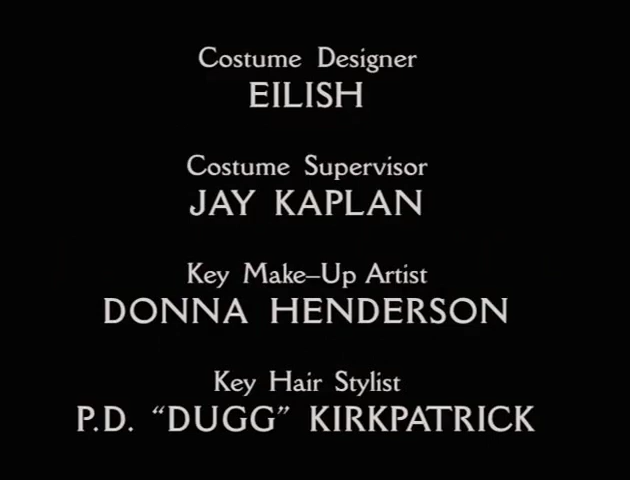 Costume Designer
EILISH
Costume Supervisor
JAY KAPLAN
Key Make–Up Artist
DONNA HENDERSON
Key Hair Stylist
P.D. “DUGG” KIRKPATRICK